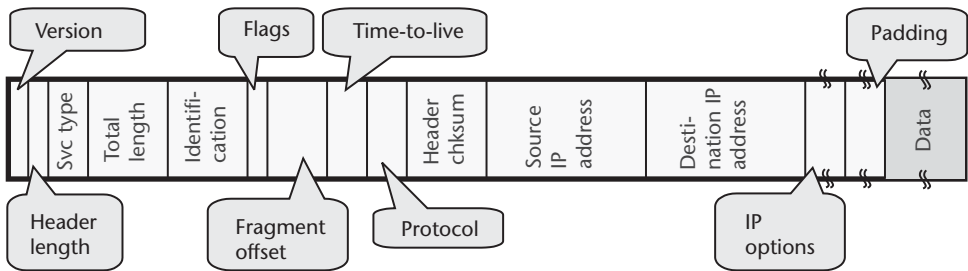 Version
Flags
Time-to-live
Padding
Svc type
Total
length
Identifi-
cation
Header
chksum
Source
IP
address
Desti-
nation IP
address
Data
Header
length
Fragment
offset
Protocol
IP
options